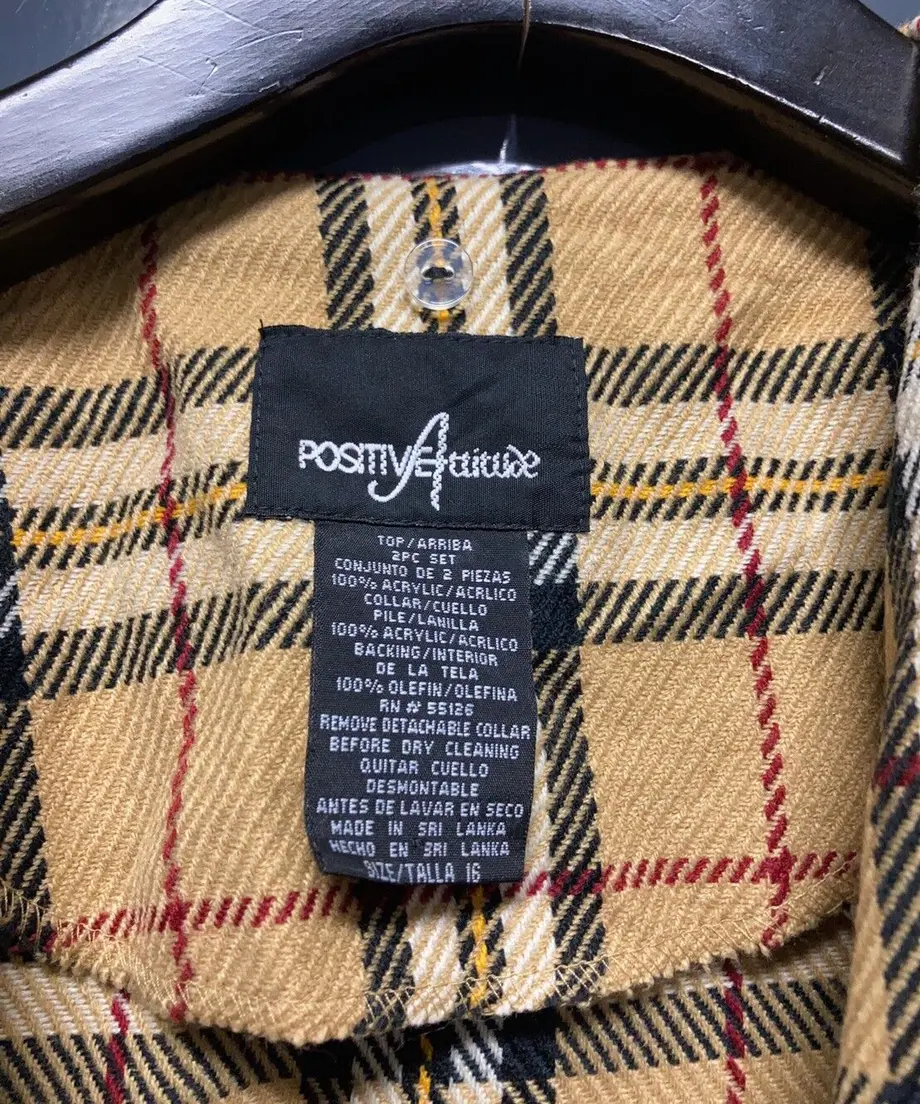 POSITIVE Attitude
TOP/ARRIBA
2PC SET
CONJUNTO DE 2 PIEZAS
100% ACRYLIC/ACRLICO
COLLAR/CUELLO
PILE/LANILLA
100% ACRYLIC/ACRLICO
BACKING/INTERIOR
DE LA TELA
100% OLEFIN/OLEFINA
RN # 55126
REMOVE DETACHABLE COLLAR
BEFORE DRY CLEANING
QUITAR CUELLO
DESMONTABLE
ANTES DE LAVAR EN SECO
MADE IN SRI LANKA
HECHO EN SRI LANKA
SIZE/TALLA 16